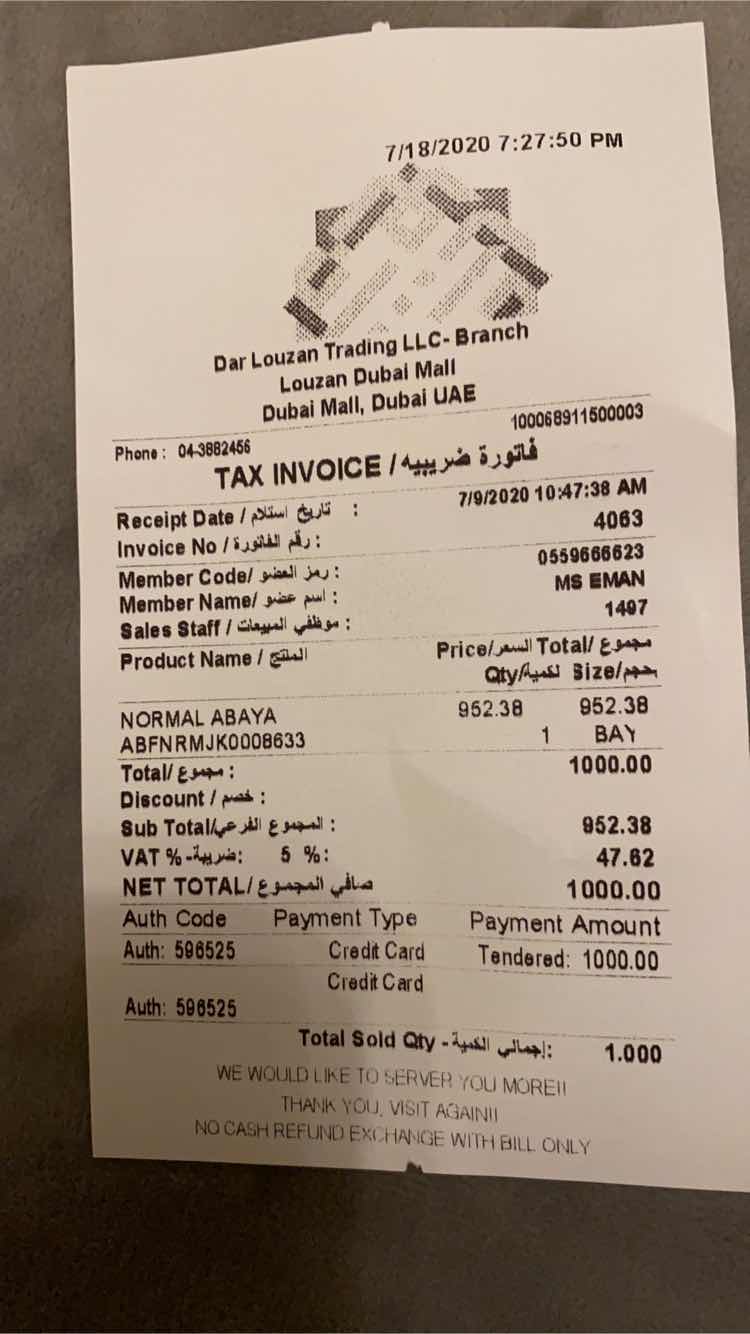 7/18/2020 7:27:50 PM
Dar Louzan Trading LLC- Branch
Louzan Dubai Mall
Dubai Mall, Dubai UAE
100068911500003
Phone : 04-3882456
TAX INVOICE / فاتورة ضريبيه
Receipt Date / تاريخ استلام : 7/9/2020 10:47:38 AM
Invoice No / رقم الفاتورة : 4063
Member Code/ رمز العضو : 0559666623
Member Name/ اسم عضو : MS EMAN
Sales Staff / موظفي المبيعات : 1497
Product Name / المنتج Price/السعر Total/ مجموع
Qty/لكمية Size/بحجم
NORMAL ABAYA 952.38 952.38
ABFNRMJK0008633 1 BAY
Total/ مجموع : 1000.00
Discount / خصم :
Sub Total/المجموع الفرعي : 952.38
VAT %-ضريبة: 5 %: 47.62
NET TOTAL/ صافي المجموع 1000.00
Auth Code Payment Type Payment Amount
Auth: 596525 Credit Card Tendered: 1000.00
Credit Card
Auth: 596525
Total Sold Qty - إجمالي الكمية: 1.000
WE WOULD LIKE TO SERVER YOU MORE!!
THANK YOU, VISIT AGAIN!!
NO CASH REFUND EXCHANGE WITH BILL ONLY